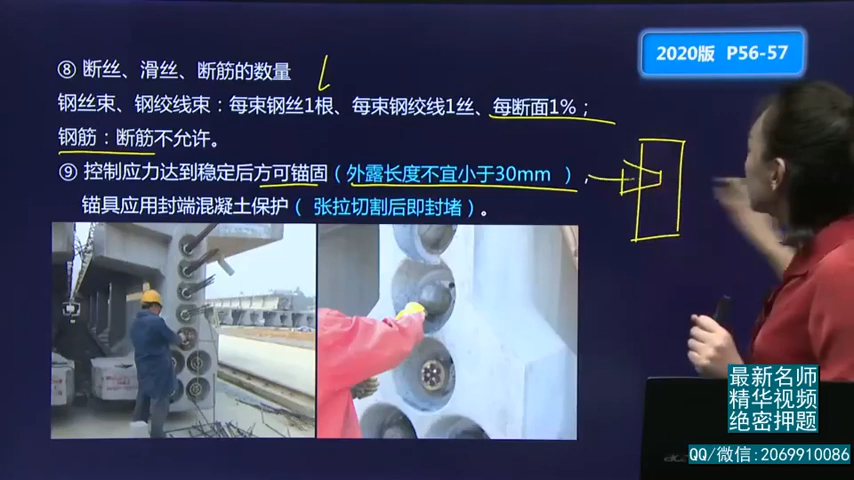 2020版 P56-57
⑧ 断丝、滑丝、断筋的数量
钢丝束、钢绞线束：每束钢丝1根、每束钢绞线1丝、每断面1%；
钢筋：断筋不允许。
⑨ 控制应力达到稳定后方可锚固（外露长度不宜小于30mm ），
锚具应用封端混凝土保护（ 张拉切割后即封堵）。
最新名师
精华视频
绝密押题
QQ/微信:2069910086